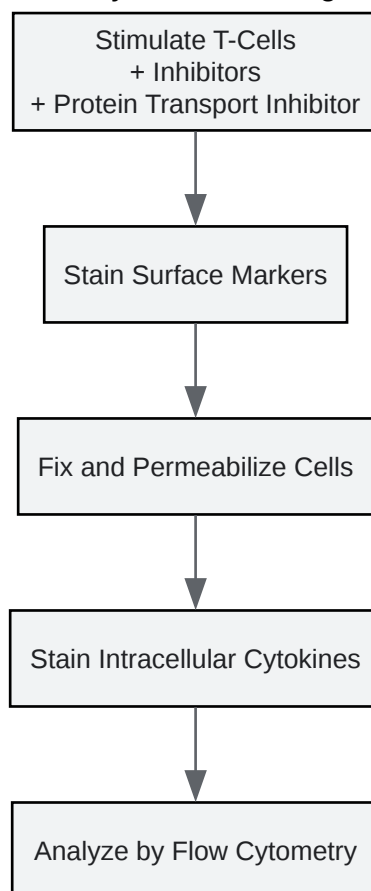 Stimulate T-Cells
+ Inhibitors
+ Protein Transport Inhibitor
Stain Surface Markers
Fix and Permeabilize Cells
Stain Intracellular Cytokines
Analyze by Flow Cytometry